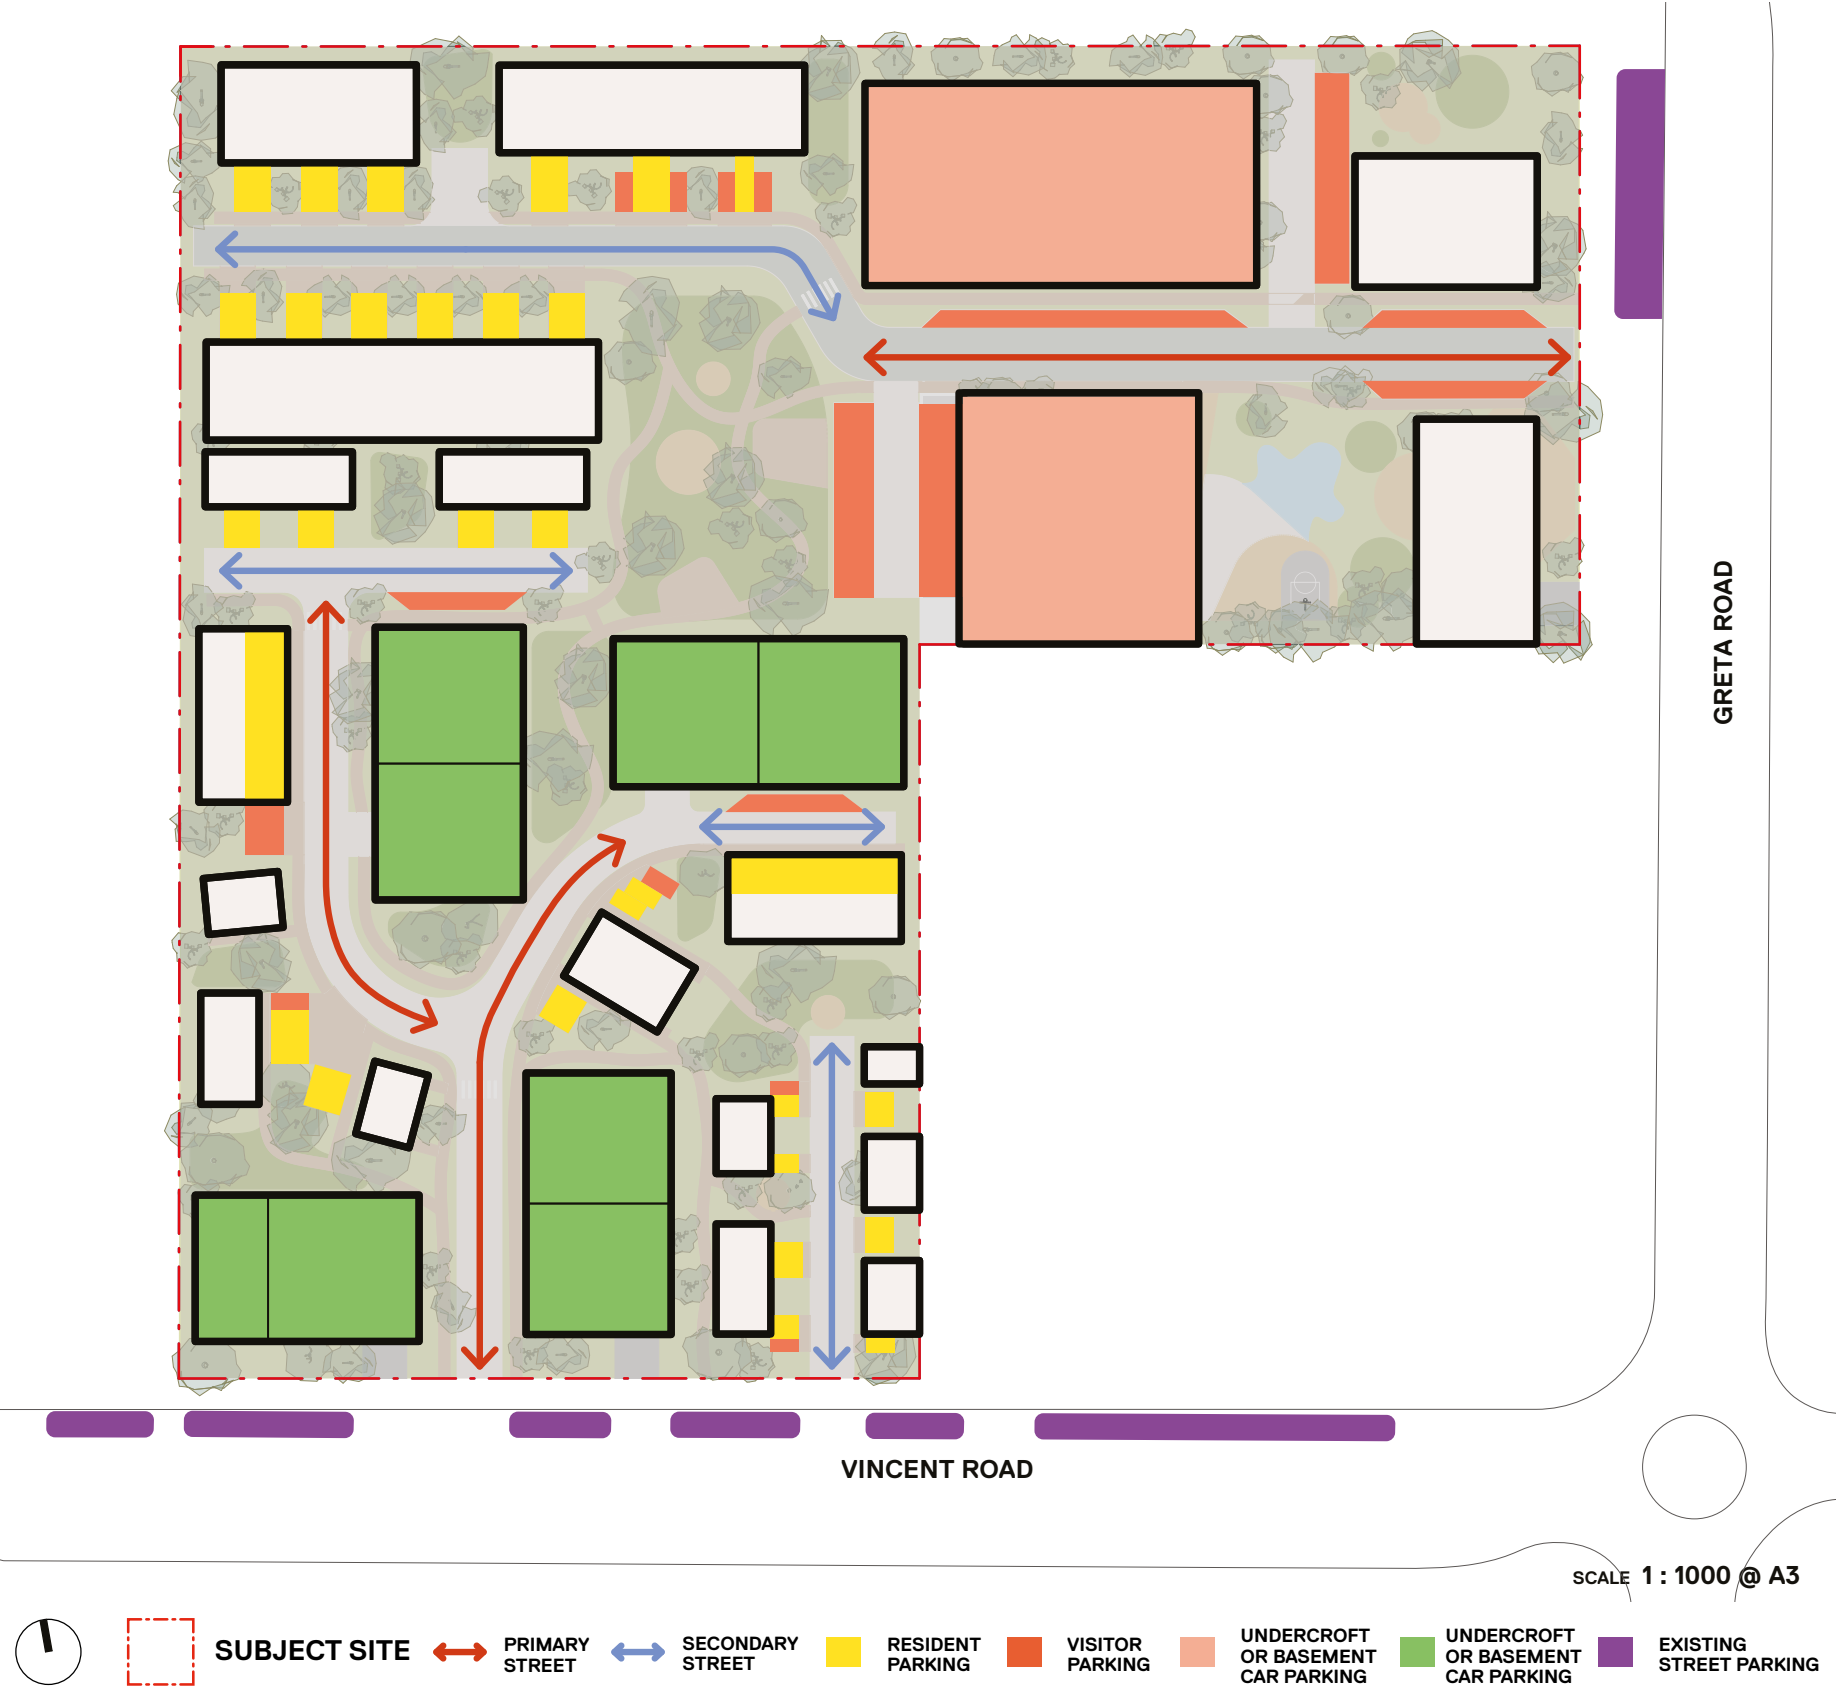 GRETA ROAD
VINCENT ROAD
SCALE 1 : 1000 @ A3
SUBJECT SITE
PRIMARY
STREET
SECONDARY
STREET
RESIDENT
PARKING
VISITOR
PARKING
UNDERCROFT
OR BASEMENT
CAR PARKING
UNDERCROFT
OR BASEMENT
CAR PARKING
EXISTING
STREET PARKING